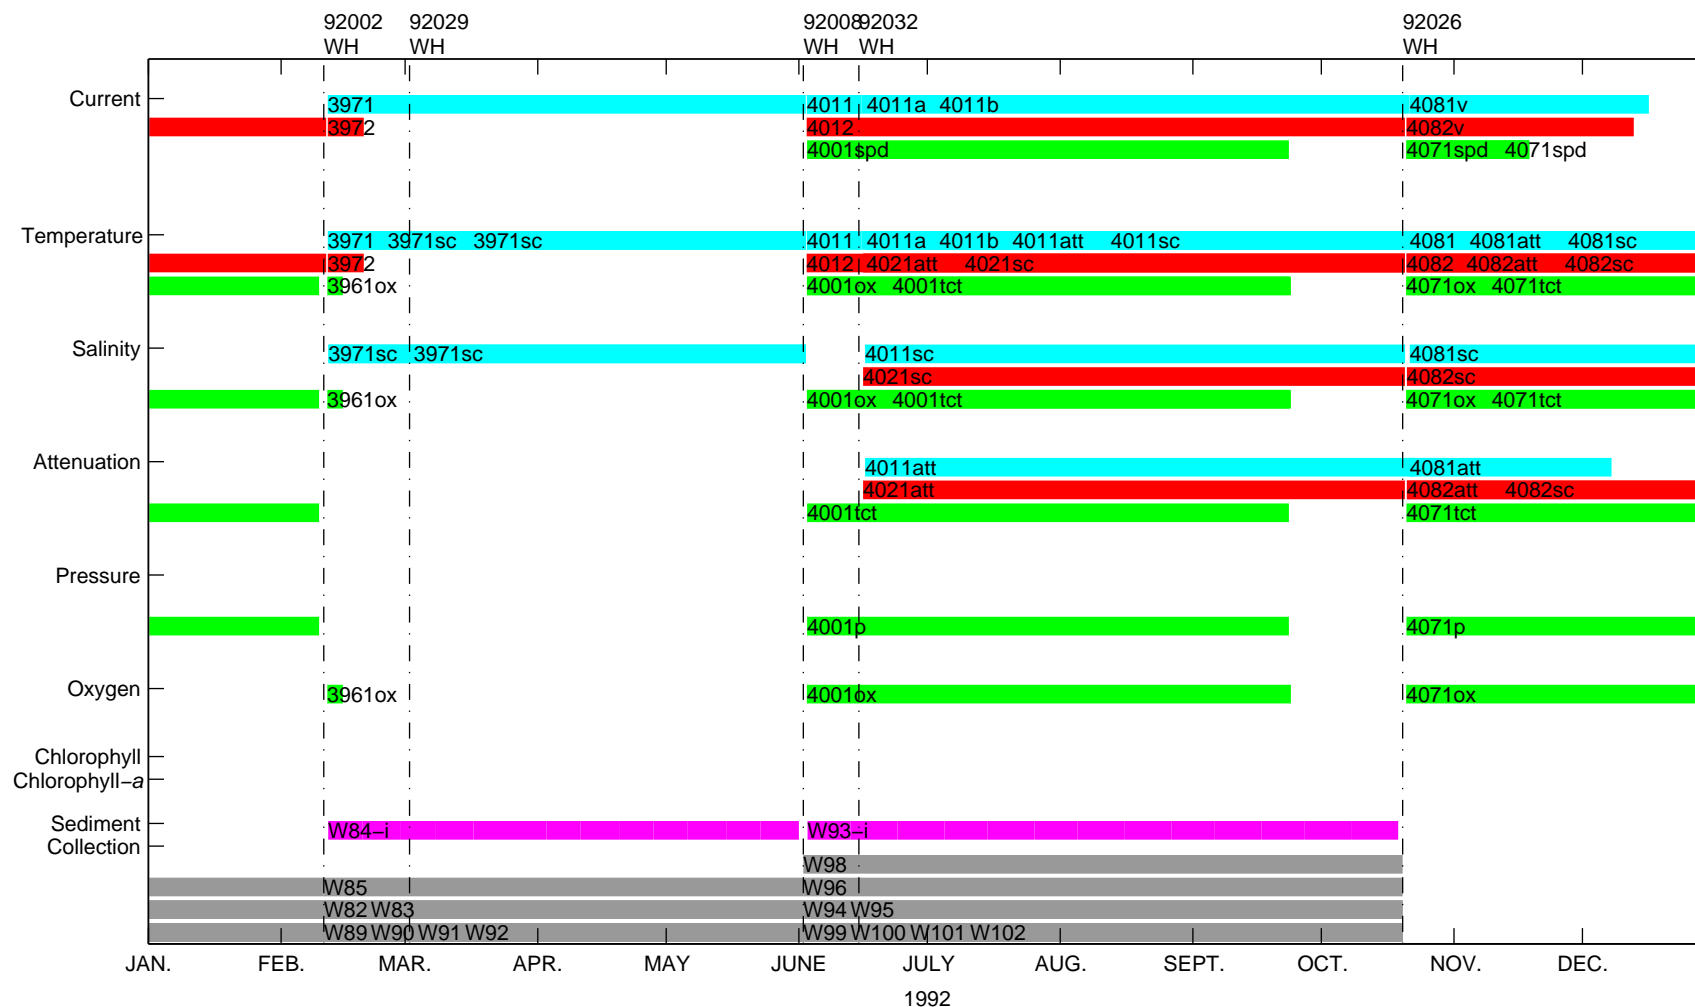 92002 92029 92008 92032 92026
WH WH WH WH WH
Current 3971 4011 4011a 4011b 4081v
3972 4012 4082v
4001spd 4071spd 4071spd
Temperature 3971 3971sc 3971sc 4011 4011a 4011b 4011att 4011sc 4081 4081att 4081sc
3972 4012 4021att 4021sc 4082 4082att 4082sc
3961ox 4001ox 4001tct 4071ox 4071tct
Salinity 3971sc 3971sc 4011sc 4081sc
4021sc 4082sc
3961ox 4001ox 4001tct 4071ox 4071tct
Attenuation 4011att 4081att
4021att 4082att 4082sc
4001tct 4071tct
Pressure
4001p 4071p
Oxygen 3961ox 4001ox 4071ox
Chlorophyll
Chlorophyll−a
Sediment W84−i W93−i
Collection
W98
W85 W96
W82 W83 W94 W95
W89 W90 W91 W92 W99 W100 W101 W102
JAN. FEB. MAR. APR. MAY JUNE JULY AUG. SEPT. OCT. NOV. DEC.
1992